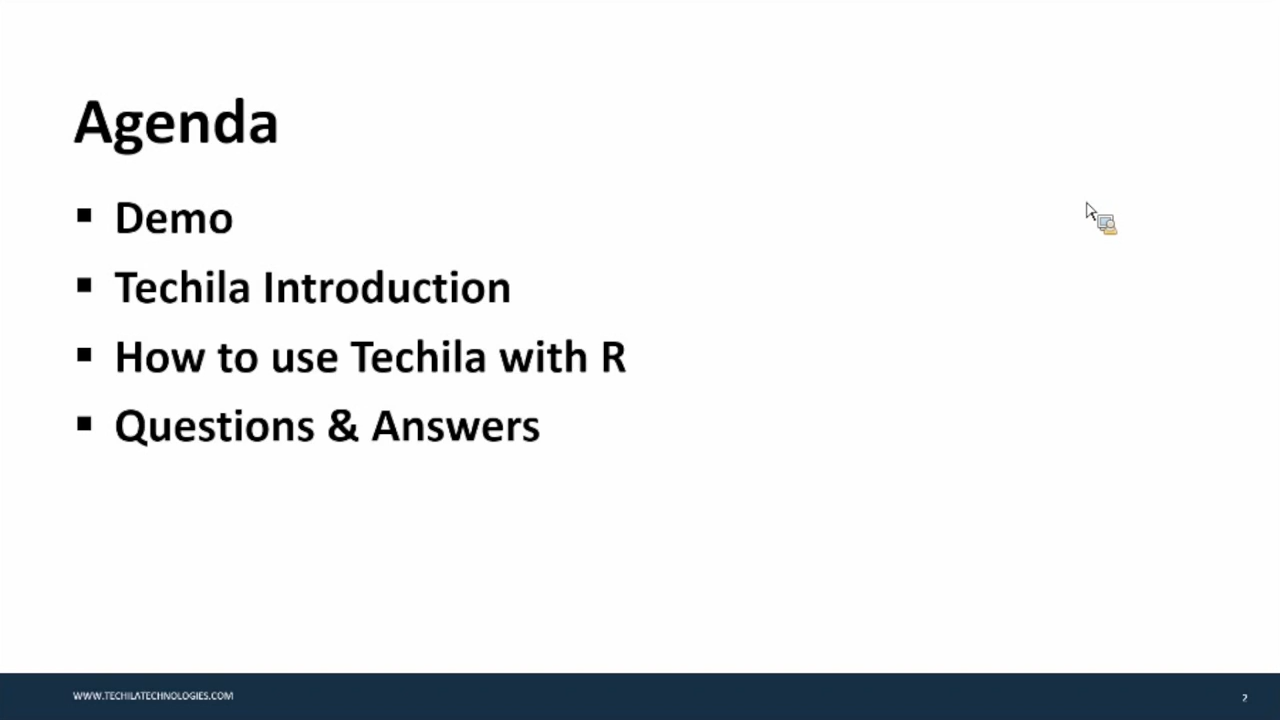 Agenda
▪ Demo
▪ Techila Introduction
▪ How to use Techila with R
▪ Questions & Answers
WWW.TECHILATECHNOLOGIES.COM
2